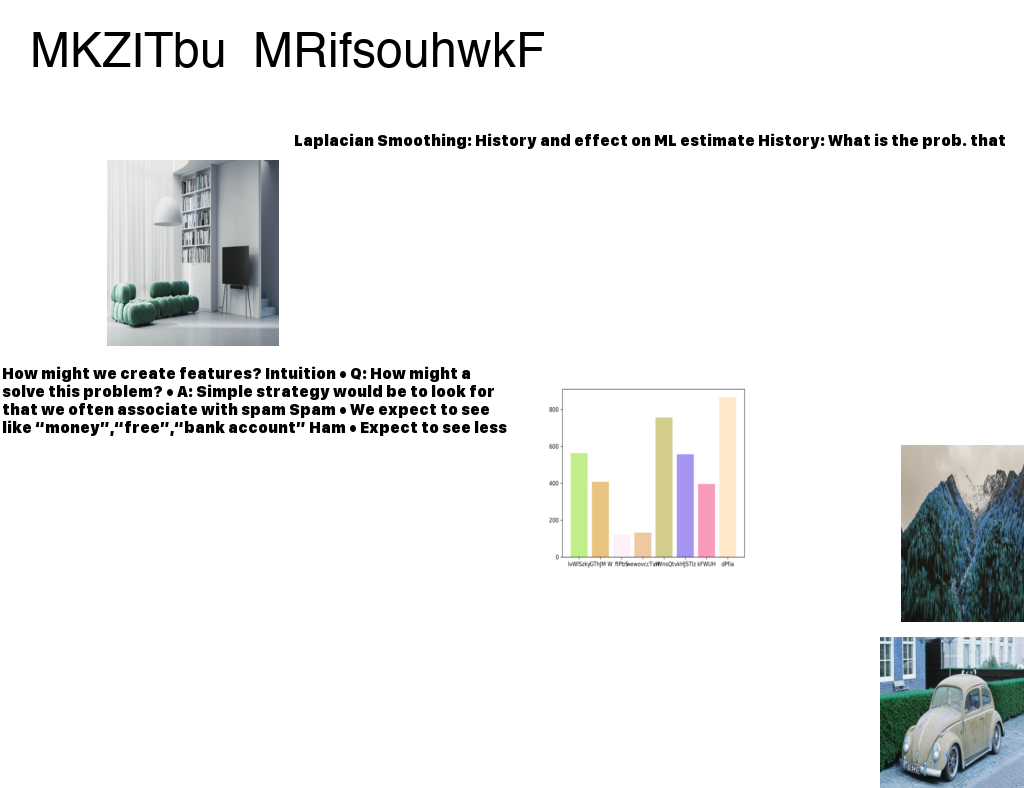 MKZITbu MRifsouhwkF
Laplacian Smoothing: History and effect on ML estimate History: What is the prob. that
How might we create features? Intuition • Q: How might a
solve this problem? • A: Simple strategy would be to look for
that we often associate with spam Spam • We expect to see
like “money”,“free”,“bank account” Ham • Expect to see less
800
600
400
200
0
kFWUH dPfia